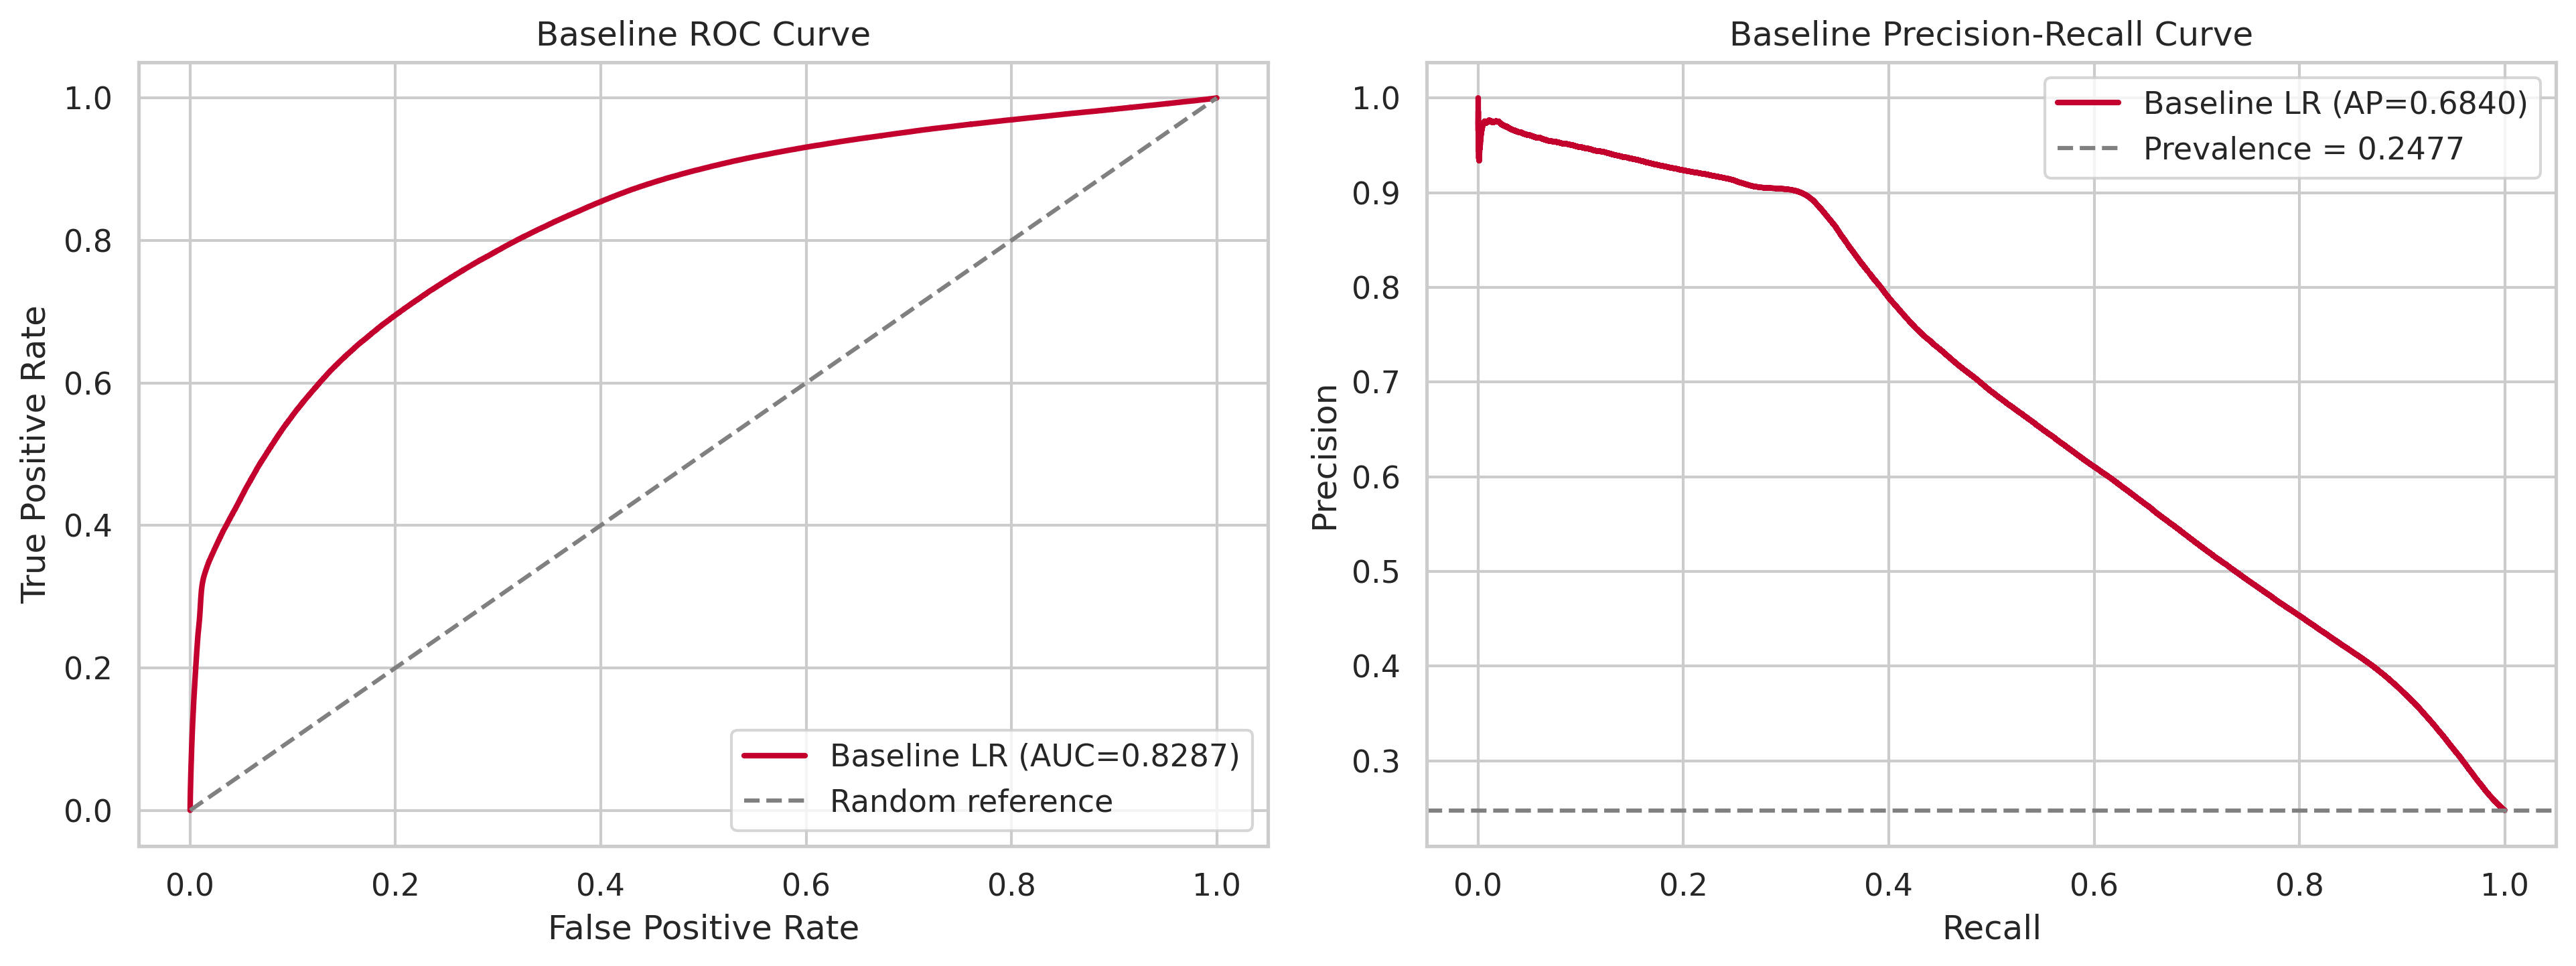 Baseline ROC Curve
True Positive Rate
1.0
0.8
0.6
0.4
0.2
0.0
Baseline LR (AUC=0.8287)
Random reference
0.0 0.2 0.4 0.6 0.8 1.0
False Positive Rate
Baseline Precision-Recall Curve
Precision
1.0
0.9
0.8
0.7
0.6
0.5
0.4
0.3
Baseline LR (AP=0.6840)
Prevalence = 0.2477
0.0 0.2 0.4 0.6 0.8 1.0
Recall